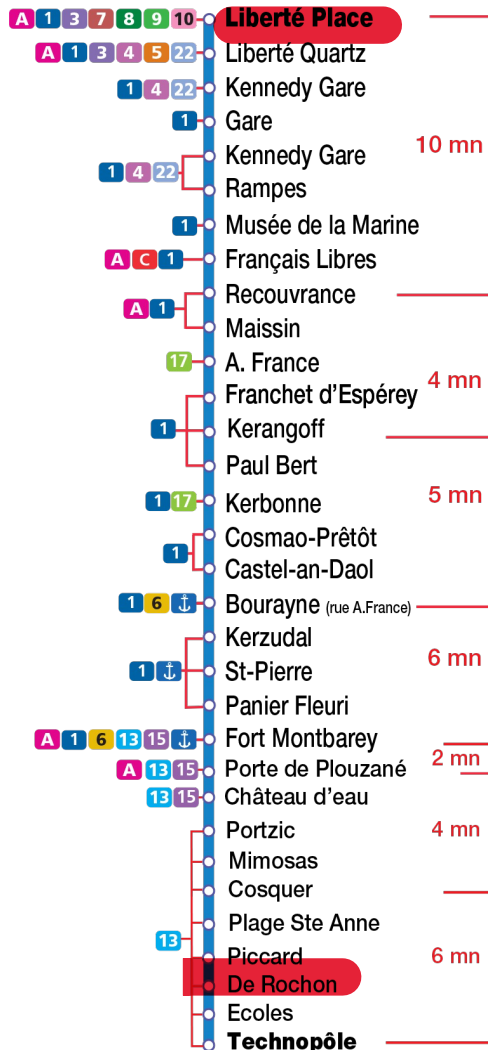 A 1 3 7 8 9 10 Liberté Place
A 1 3 4 5 22 Liberté Quartz
1 4 22 Kennedy Gare
1 Gare
10 mn
Kennedy Gare
1 4 22
Rampes
1 Musée de la Marine
A C 1 Français Libres
Recouvrance
A 1
Maissin
17 A. France
4 mn
Franchet d'Espérey
1 Kerangoff
Paul Bert
5 mn
1 17 Kerbonne
Cosmao-Prêtôt
1
Castel-an-Daol
1 6 Bourayne (rue A.France)
Kerzudal
6 mn
1 St-Pierre
Panier Fleuri
A 1 6 13 15 Fort Montbarey
2 mn
A 13 15 Porte de Plouzané
13 15 Château d'eau
Portzic
4 mn
Mimosas
Cosquer
Plage Ste Anne
13
Piccard
6 mn
De Rochon
Ecoles
Technopôle